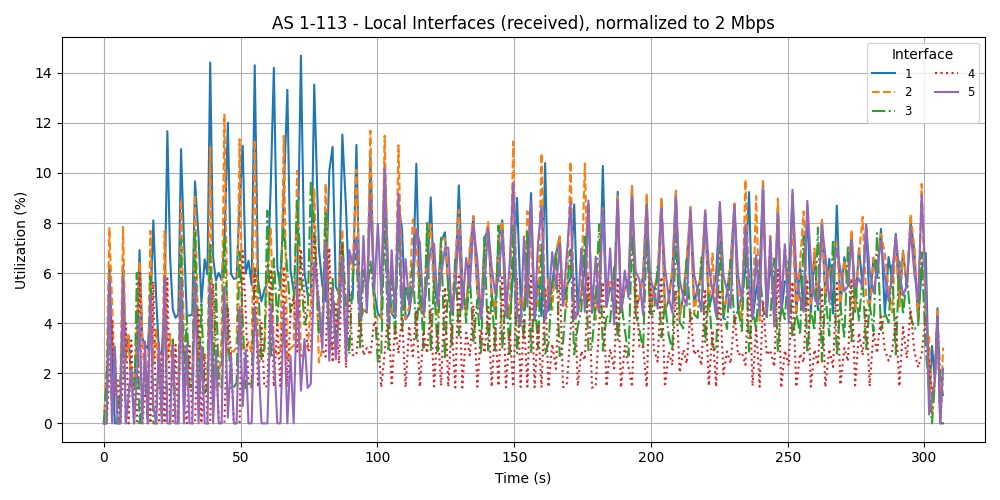 AS 1-113 - Local Interfaces (received), normalized to 2 Mbps
Utilization (%)
14
12
10
8
6
4
2
0
0 50 100 150 200 250 300
Time (s)
Interface
1 4
2 5
3